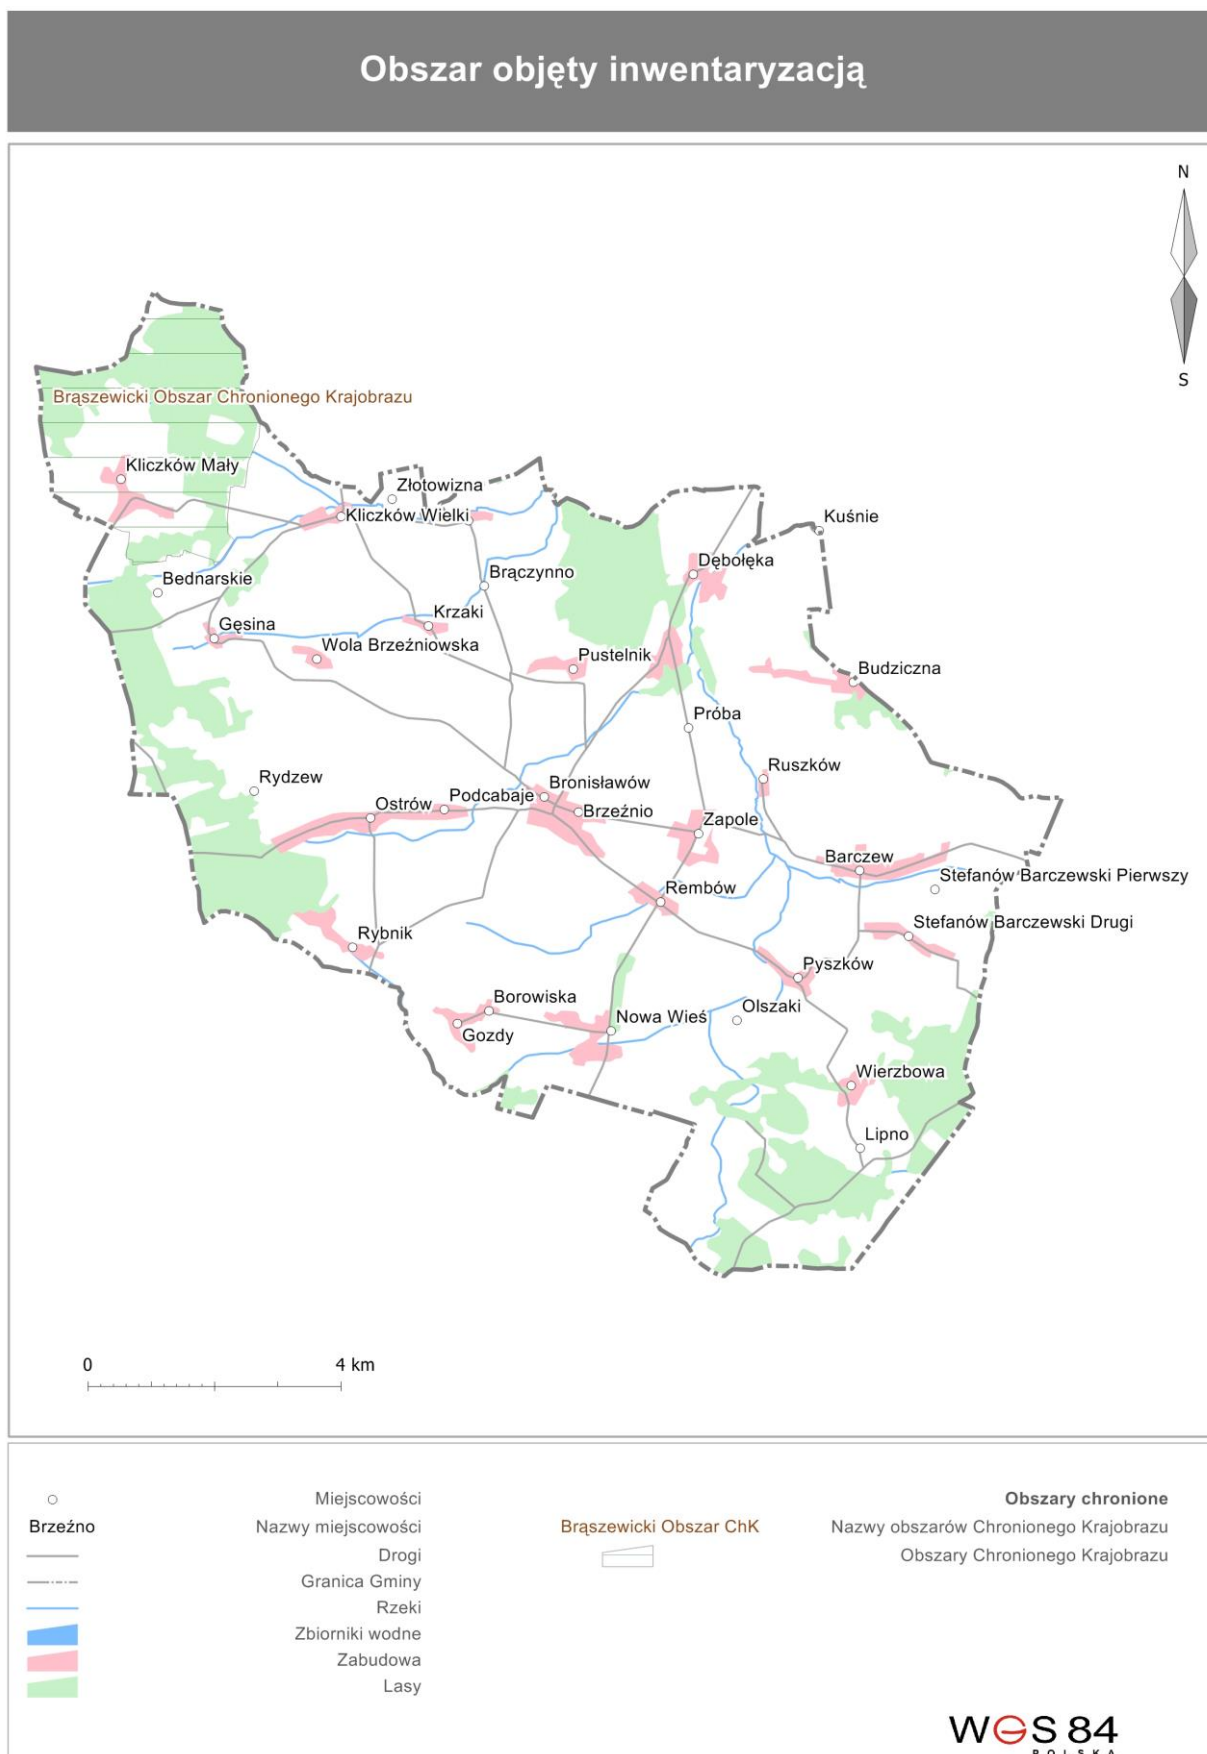 Obszar objęty inwentaryzacją
N
S
Brąszewicki Obszar Chronionego Krajobrazu
Kliczków Mały
Złotowizna
Kliczków Wielki
Kuśnie
Dębołęka
Bednarskie
Brączynno
Krzaki
Gęsina
Wola Brzeźniowska
Pustelnik
Budziczna
Próba
Ruszków
Rydzew
Bronisławów
Podcabaje
Ostrów
Brzeźnio
Zapole
Barczew
Stefanów Barczewski Pierwszy
Rembów
Stefanów Barczewski Drugi
Rybnik
Pyszków
Borowiska
Olszaki
Nowa Wieś
Gozdy
Wierzbowa
Lipno
0 4 km
Miejscowości
Brzeźno Nazwy miejscowości
Drogi
Granica Gminy
Rzeki
Zbiorniki wodne
Zabudowa
Lasy
Obszary chronione
Brąszewicki Obszar ChK Nazwy obszarów Chronionego Krajobrazu
Obszary Chronionego Krajobrazu
WGS 84
POLSKA